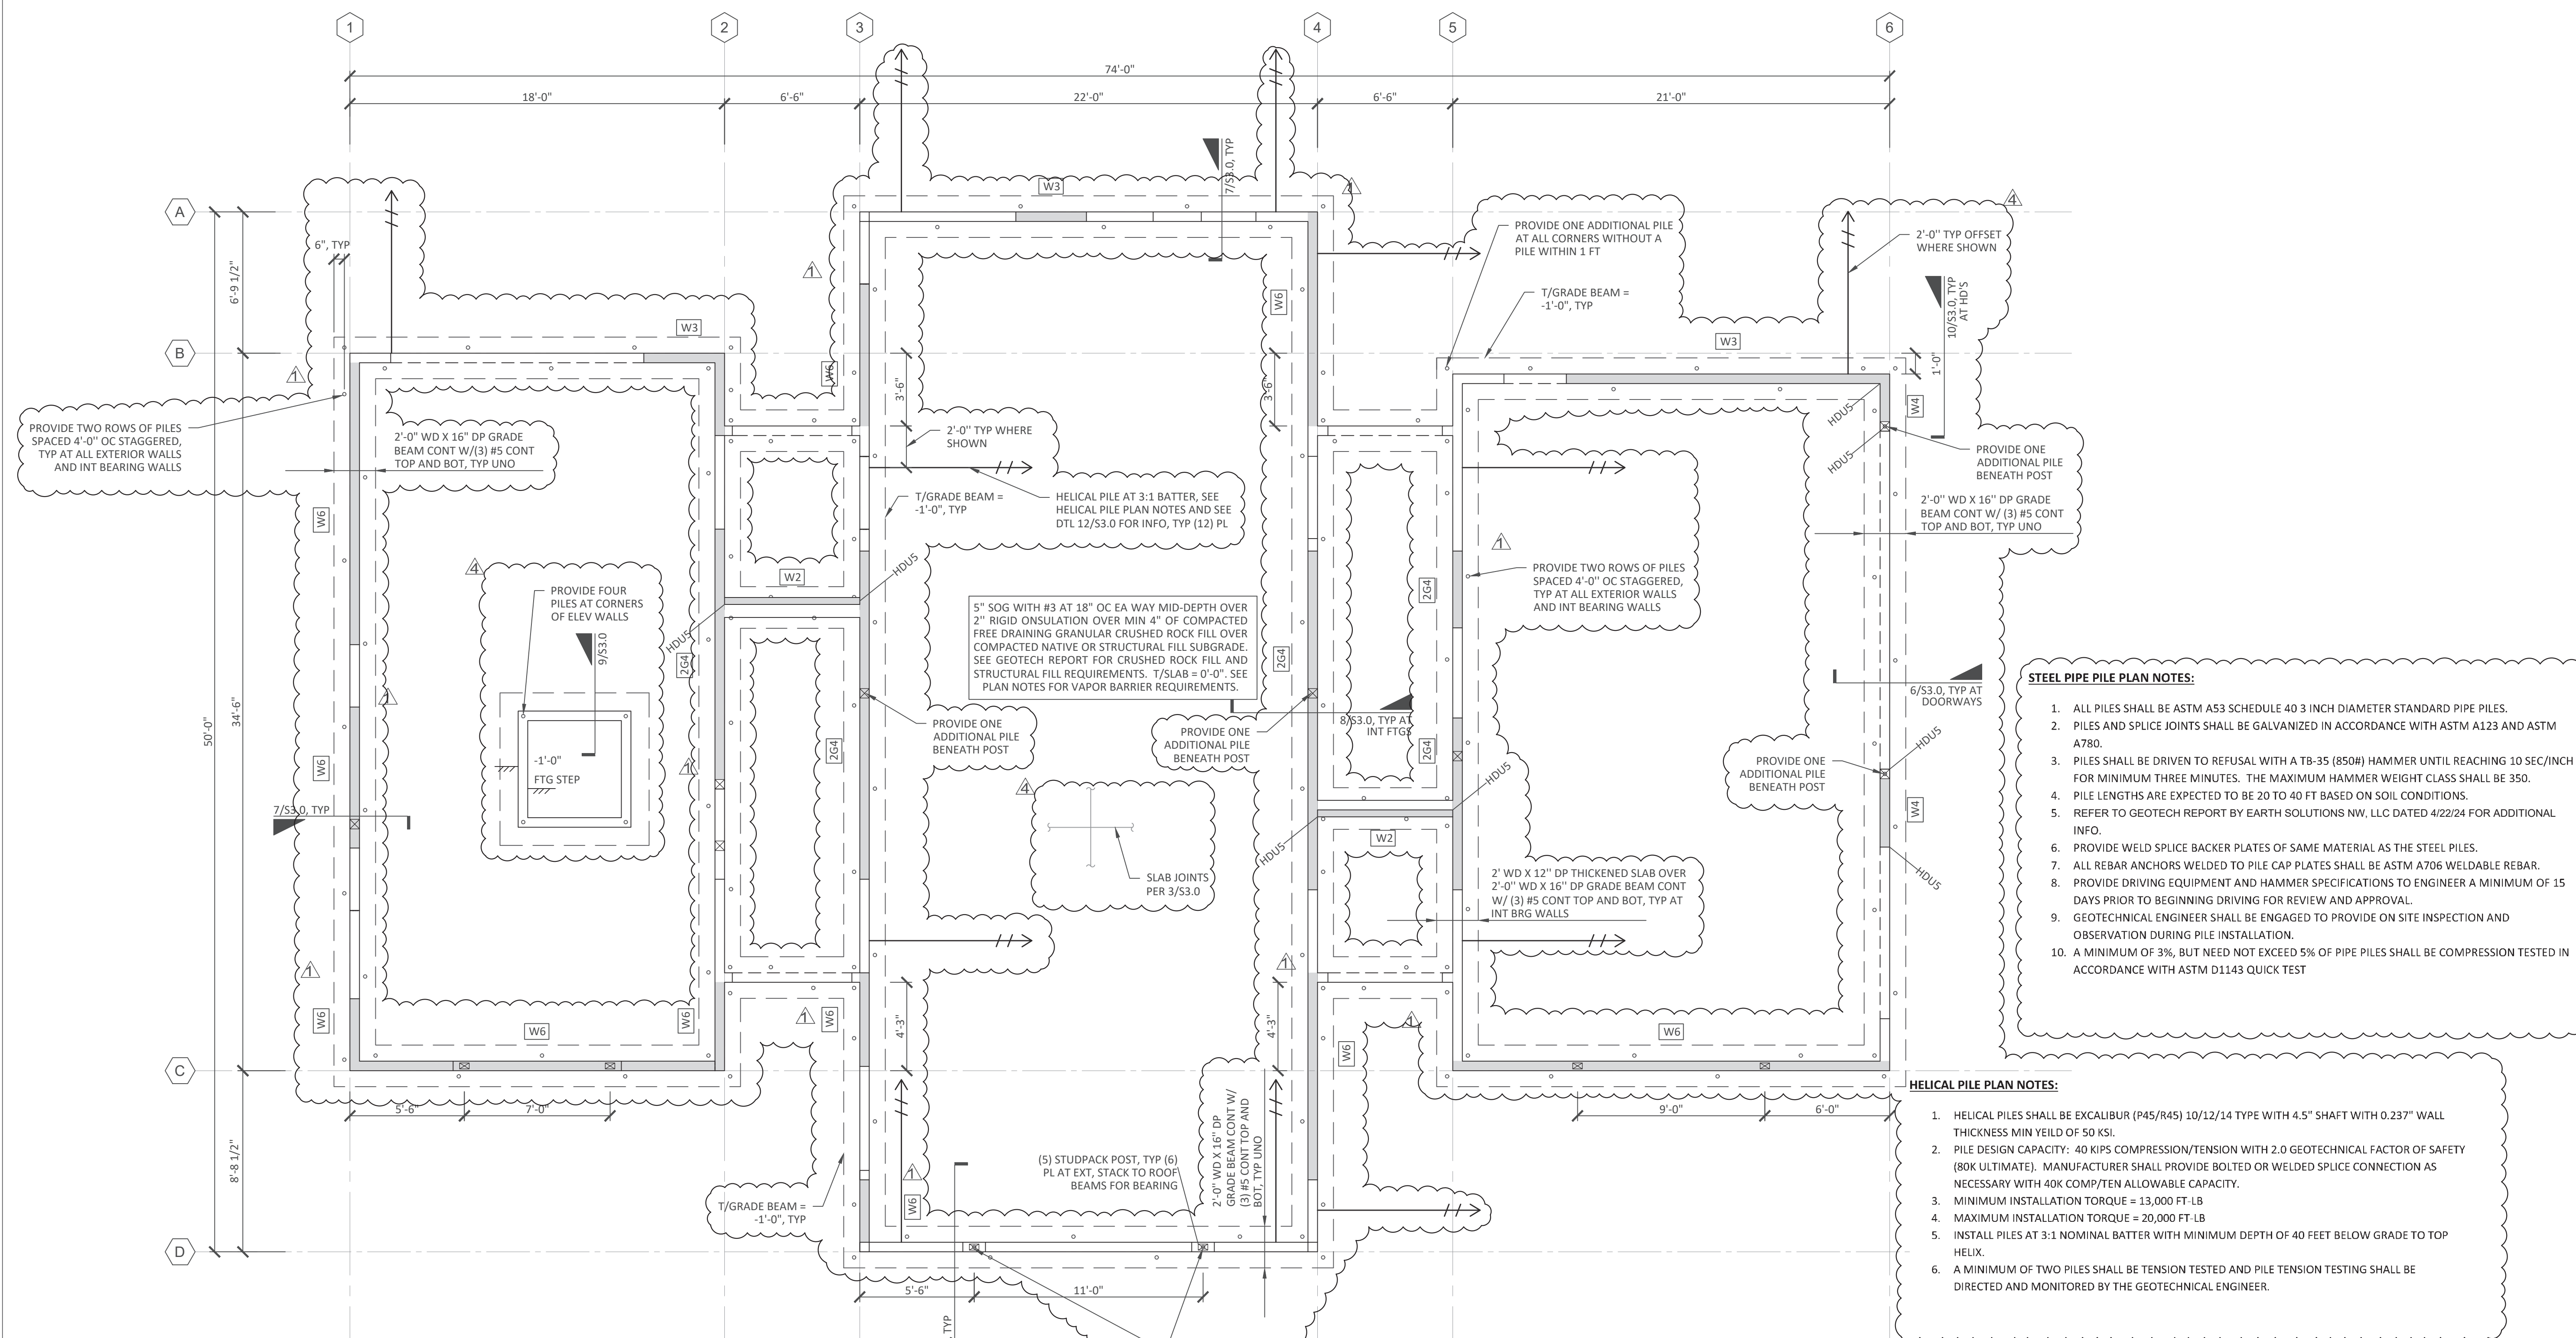 1
2
3
4
5
6
74'-0"
18'-0"
6'-6"
22'-0"
6'-6"
21'-0"
A
B
C
D
6'-9 1/2"
50'-0"
34'-6"
8'-8 1/2"
6", TYP
W3
7/S3.0, TYP
1
4
PROVIDE ONE ADDITIONAL PILE
AT ALL CORNERS WITHOUT A
PILE WITHIN 1 FT
2'-0" TYP OFFSET
WHERE SHOWN
10/S3.0, TYP
AT HD'S
1
W3
W6
T/GRADE BEAM =
-1'-0", TYP
W3
1'-0"
1
W6
3'-6"
3'-6"
HDU5
W4
HDU5
PROVIDE TWO ROWS OF PILES
SPACED 4'-0" OC STAGGERED,
TYP AT ALL EXTERIOR WALLS
AND INT BEARING WALLS
2'-0" WD X 16" DP GRADE
BEAM CONT W/(3) #5 CONT
TOP AND BOT, TYP UNO
2'-0" TYP WHERE
SHOWN
PROVIDE ONE
ADDITIONAL PILE
BENEATH POST
T/GRADE BEAM =
-1'-0", TYP
HELICAL PILE AT 3:1 BATTER, SEE
HELICAL PILE PLAN NOTES AND SEE
DTL 12/S3.0 FOR INFO, TYP (12) PL
2'-0" WD X 16" DP GRADE
BEAM CONT W/ (3) #5 CONT
TOP AND BOT, TYP UNO
W6
1
4
PROVIDE FOUR
PILES AT CORNERS
OF ELEV WALLS
9/S3.0
W2
HDU5
HDU5
2G4
PROVIDE TWO ROWS OF PILES
SPACED 4'-0" OC STAGGERED,
TYP AT ALL EXTERIOR WALLS
AND INT BEARING WALLS
5" SOG WITH #3 AT 18" OC EA WAY MID-DEPTH OVER
2" RIGID ONSULATION OVER MIN 4" OF COMPACTED
FREE DRAINING GRANULAR CRUSHED ROCK FILL OVER
COMPACTED NATIVE OR STRUCTURAL FILL SUBGRADE.
SEE GEOTECH REPORT FOR CRUSHED ROCK FILL AND
STRUCTURAL FILL REQUIREMENTS. T/SLAB = 0'-0". SEE
PLAN NOTES FOR VAPOR BARRIER REQUIREMENTS.
2G4
2G4
1
6/S3.0, TYP AT
DOORWAYS
8/S3.0, TYP AT
INT FTGS
PROVIDE ONE
ADDITIONAL PILE
BENEATH POST
PROVIDE ONE
ADDITIONAL PILE
BENEATH POST
2G4
2G4
HDU5
PROVIDE ONE
ADDITIONAL PILE
BENEATH POST
W6
-1'-0"
FTG STEP
1
4
HDU5
7/S3.0, TYP
W4
W2
HDU5
HDU5
SLAB JOINTS
PER 3/S3.0
2' WD X 12" DP THICKENED SLAB OVER
2'-0" WD X 16" DP GRADE BEAM CONT
W/ (3) #5 CONT TOP AND BOT, TYP AT
INT BRG WALLS
1
1
W6
W6
W6
1
W6
4'-3"
4'-3"
1
W6
W6
5'-6"
7'-0"
9'-0"
6'-0"
(5) STUDPACK POST, TYP (6)
PL AT EXT, STACK TO ROOF
BEAMS FOR BEARING
2'-0" WD X 16" DP
GRADE BEAM CONT W/
(3) #5 CONT TOP AND
BOT, TYP UNO
1
W6
T/GRADE BEAM =
-1'-0", TYP
5'-6"
11'-0"
TYP
STEEL PIPE PILE PLAN NOTES:
1. ALL PILES SHALL BE ASTM A53 SCHEDULE 40 3 INCH DIAMETER STANDARD PIPE PILES.
2. PILES AND SPLICE JOINTS SHALL BE GALVANIZED IN ACCORDANCE WITH ASTM A123 AND ASTM
A780.
3. PILES SHALL BE DRIVEN TO REFUSAL WITH A TB-35 (850#) HAMMER UNTIL REACHING 10 SEC/INCH
FOR MINIMUM THREE MINUTES. THE MAXIMUM HAMMER WEIGHT CLASS SHALL BE 350.
4. PILE LENGTHS ARE EXPECTED TO BE 20 TO 40 FT BASED ON SOIL CONDITIONS.
5. REFER TO GEOTECH REPORT BY EARTH SOLUTIONS NW, LLC DATED 4/22/24 FOR ADDITIONAL
INFO.
6. PROVIDE WELD SPLICE BACKER PLATES OF SAME MATERIAL AS THE STEEL PILES.
7. ALL REBAR ANCHORS WELDED TO PILE CAP PLATES SHALL BE ASTM A706 WELDABLE REBAR.
8. PROVIDE DRIVING EQUIPMENT AND HAMMER SPECIFICATIONS TO ENGINEER A MINIMUM OF 15
DAYS PRIOR TO BEGINNING DRIVING FOR REVIEW AND APPROVAL.
9. GEOTECHNICAL ENGINEER SHALL BE ENGAGED TO PROVIDE ON SITE INSPECTION AND
OBSERVATION DURING PILE INSTALLATION.
10. A MINIMUM OF 3%, BUT NEED NOT EXCEED 5% OF PIPE PILES SHALL BE COMPRESSION TESTED IN
ACCORDANCE WITH ASTM D1143 QUICK TEST
HELICAL PILE PLAN NOTES:
1. HELICAL PILES SHALL BE EXCALIBUR (P45/R45) 10/12/14 TYPE WITH 4.5" SHAFT WITH 0.237" WALL
THICKNESS MIN YEILD OF 50 KSI.
2. PILE DESIGN CAPACITY: 40 KIPS COMPRESSION/TENSION WITH 2.0 GEOTECHNICAL FACTOR OF SAFETY
(80K ULTIMATE). MANUFACTURER SHALL PROVIDE BOLTED OR WELDED SPLICE CONNECTION AS
NECESSARY WITH 40K COMP/TEN ALLOWABLE CAPACITY.
3. MINIMUM INSTALLATION TORQUE = 13,000 FT-LB
4. MAXIMUM INSTALLATION TORQUE = 20,000 FT-LB
5. INSTALL PILES AT 3:1 NOMINAL BATTER WITH MINIMUM DEPTH OF 40 FEET BELOW GRADE TO TOP
HELIX.
6. A MINIMUM OF TWO PILES SHALL BE TENSION TESTED AND PILE TENSION TESTING SHALL BE
DIRECTED AND MONITORED BY THE GEOTECHNICAL ENGINEER.